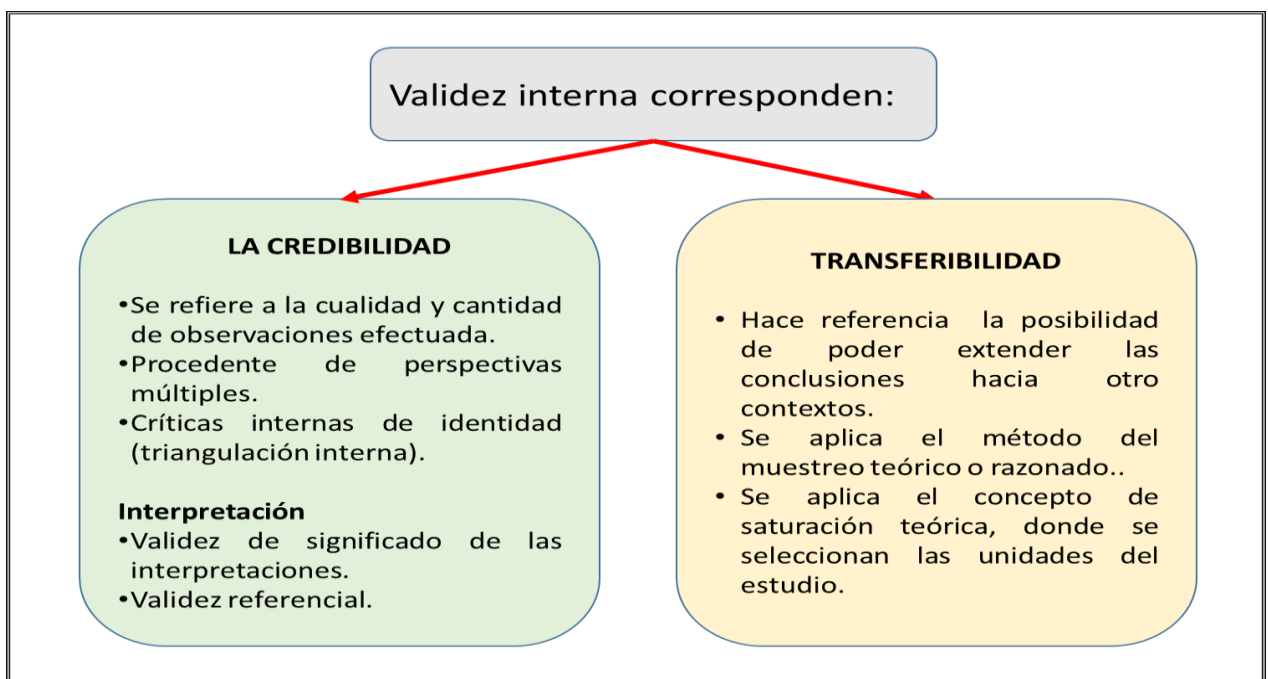 Validez interna corresponden:
LA CREDIBILIDAD
•Se refiere a la cualidad y cantidad
de observaciones efectuada.
•Procedente de perspectivas
múltiples.
•Críticas internas de identidad
(triangulación interna).
Interpretación
•Validez de significado de las
interpretaciones.
•Validez referencial.
TRANSFERIBILIDAD
• Hace referencia la posibilidad
de poder extender las
conclusiones hacia otro
contextos.
• Se aplica el método del
muestreo teórico o razonado..
• Se aplica el concepto de
saturación teórica, donde se
seleccionan las unidades del
estudio.